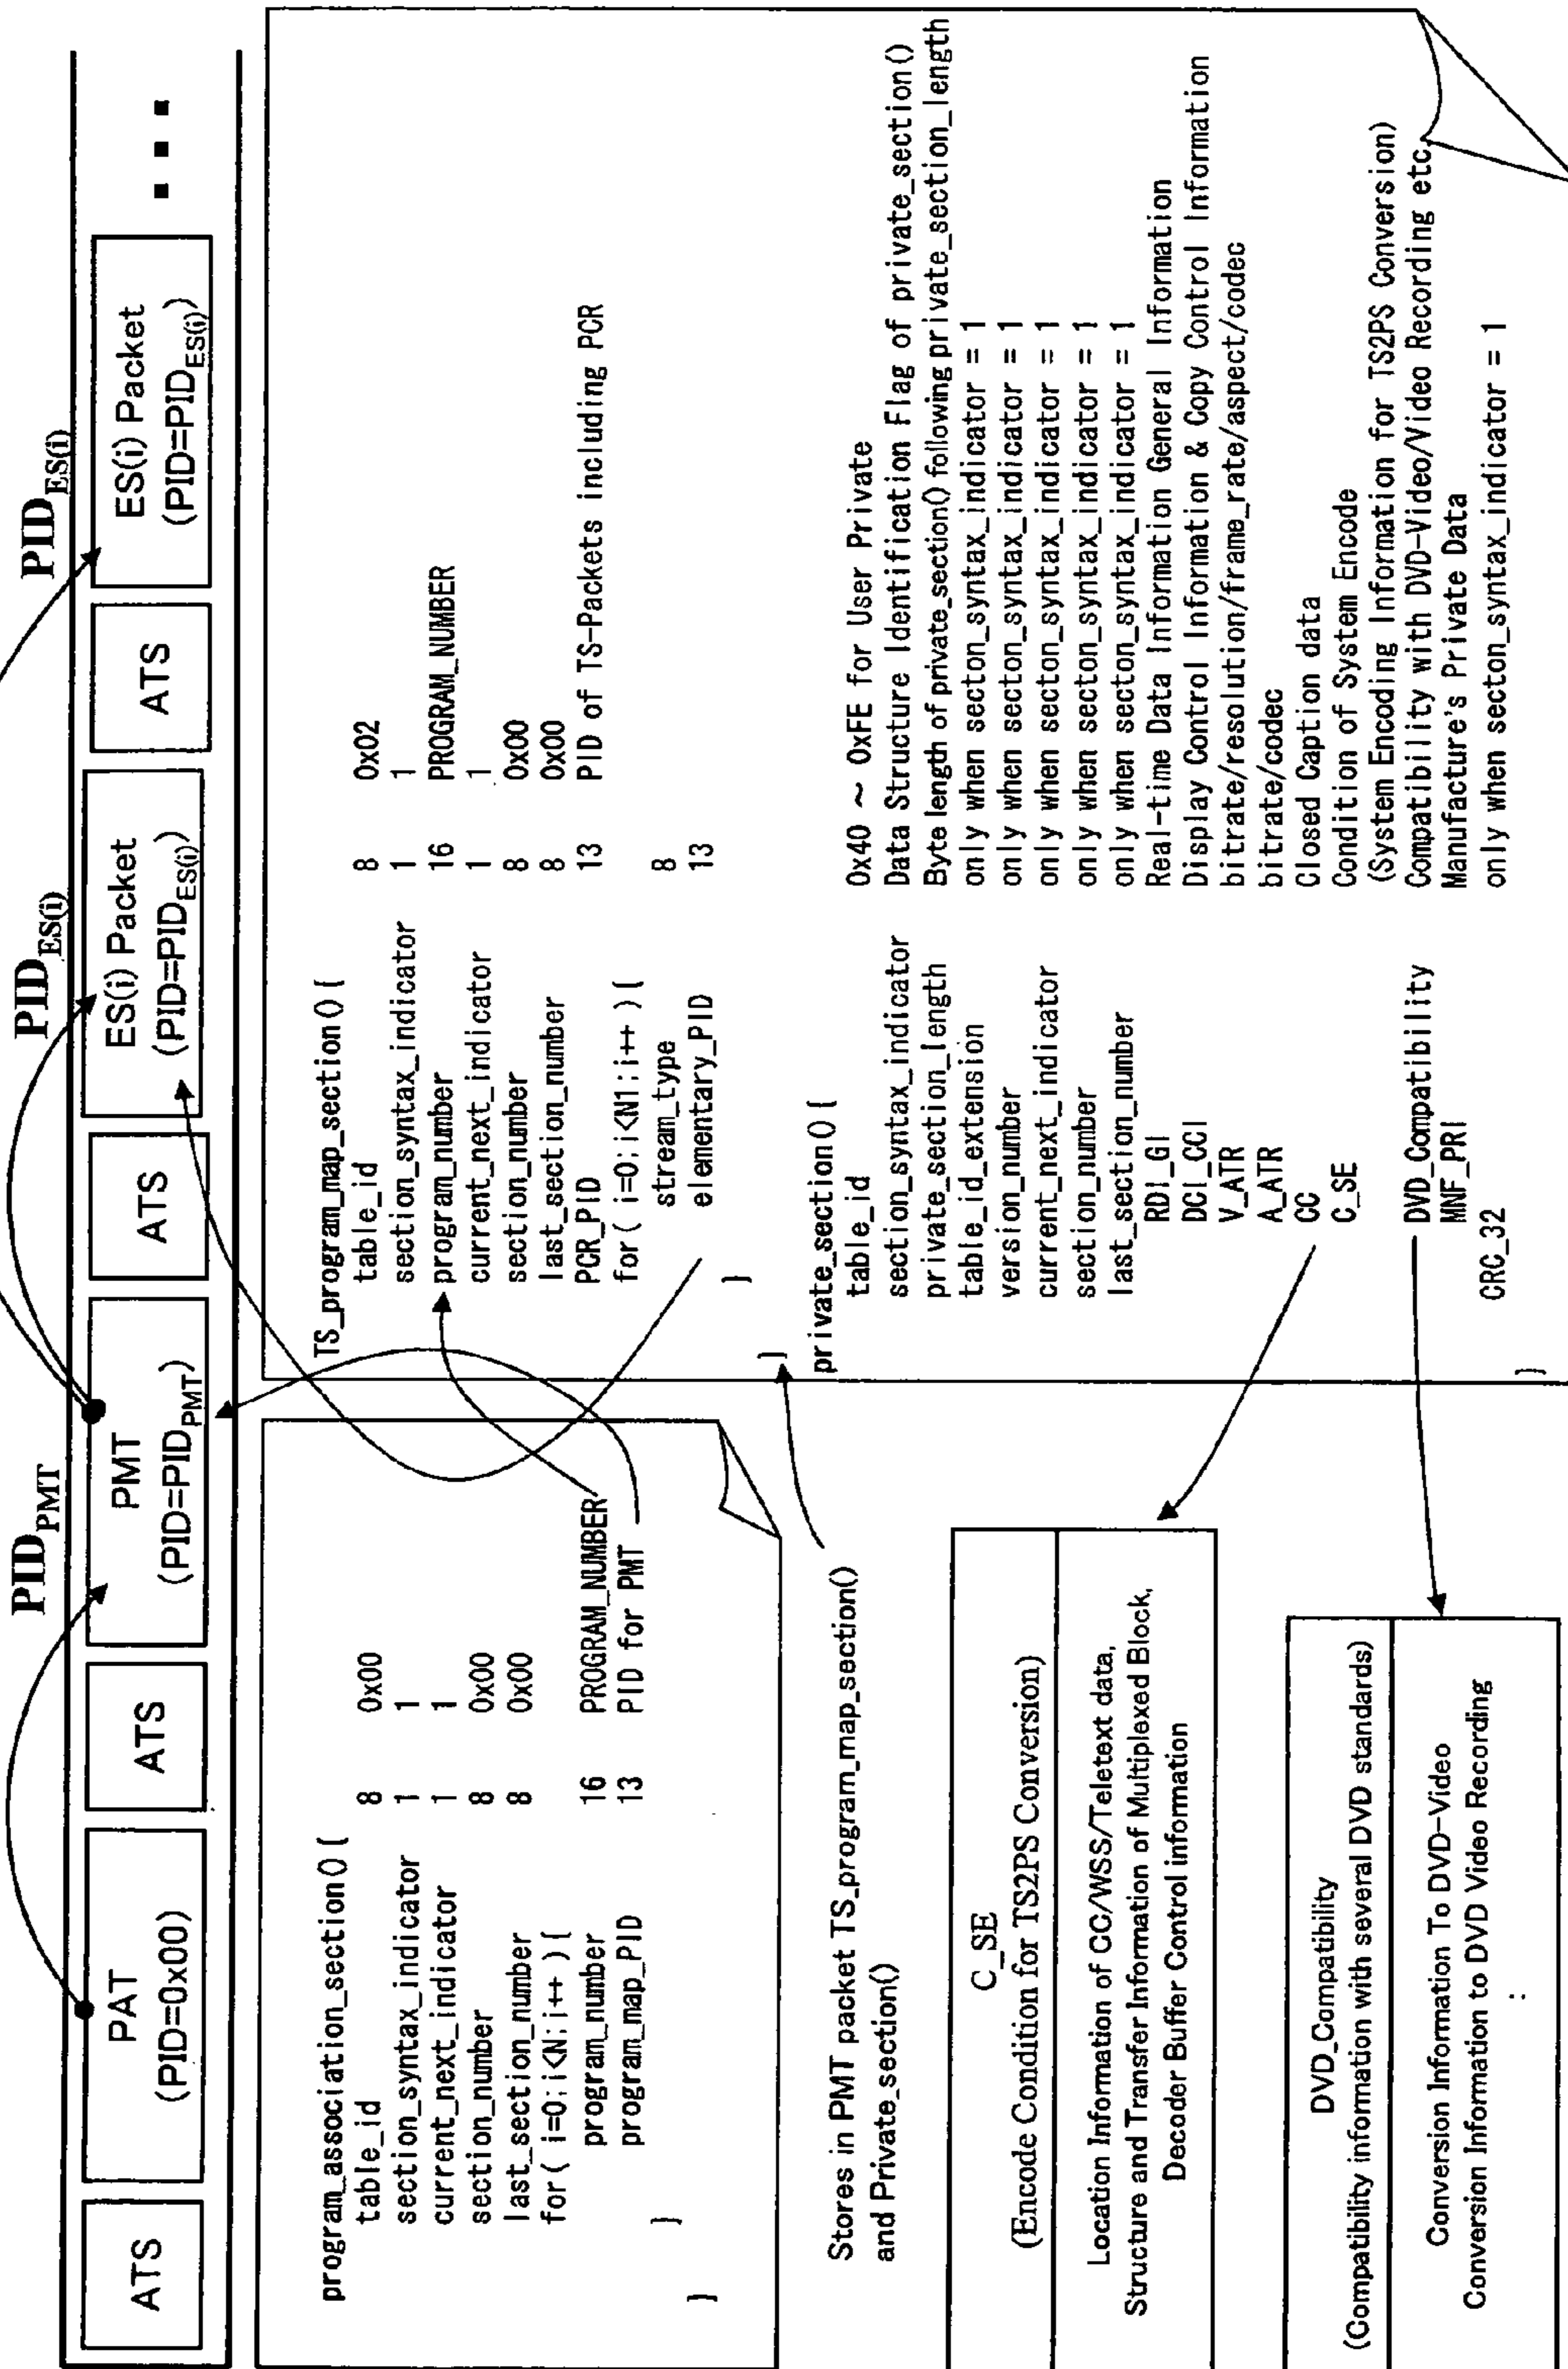 PID_PMT
PID_ES(i)
PID_ES(i)
ATS
PAT
(PID=0x00)
ATS
PMT
(PID=PID_PMT)
ATS
ES(i) Packet
(PID=PID_ES(i))
ATS
ES(i) Packet
(PID=PID_ES(i))
▪ ▪ ▪
program_association_section() {
table_id 8 0x00
section_syntax_indicator 1 1
current_next_indicator 1 1
section_number 8 0x00
last_section_number 8 0x00
for( i=0;i<N;i++ ) {
program_number 16 PROGRAM_NUMBER
program_map_PID 13 PID for PMT
}
}
Stores in PMT packet TS_program_map_section()
and Private_section()
C_SE
(Encode Condition for TS2PS Conversion)
Location Information of CC/WSS/Teletext data,
Structure and Transfer Information of Multiplexed Block,
Decoder Buffer Control information
DVD_Compatibility
(Compatibility information with several DVD standards)
Conversion Information To DVD-Video
Conversion Information to DVD Video Recording
:
TS_program_map_section() {
table_id 8 0x02
section_syntax_indicator 1 1
program_number 16 PROGRAM_NUMBER
current_next_indicator 1 1
section_number 8 0x00
last_section_number 8 0x00
PCR_PID 13 PID of TS-Packets including PCR
for( i=0;i<N1;i++ ) {
stream_type 8
elementary_PID 13
}
}
private_section() {
table_id 0x40 ~ 0xFE for User Private
section_syntax_indicator Data Structure Identification Flag of private_section()
private_section_length Byte length of private_section() following private_section_length
table_id_extension only when secton_syntax_indicator = 1
version_number only when secton_syntax_indicator = 1
current_next_indicator only when secton_syntax_indicator = 1
section_number only when secton_syntax_indicator = 1
last_section_number only when secton_syntax_indicator = 1
RDI_GI Real-time Data Information General Information
DCI_CCI Display Control Information & Copy Control Information
V_ATR bitrate/resolution/frame_rate/aspect/codec
A_ATR bitrate/codec
CC Closed Caption data
C_SE Condition of System Encode
(System Encoding Information for TS2PS Conversion)
DVD_Compatibility Compatibility with DVD-Video/Video Recording etc.
MNF_PRI Manufacture's Private Data
CRC_32 only when secton_syntax_indicator = 1
}